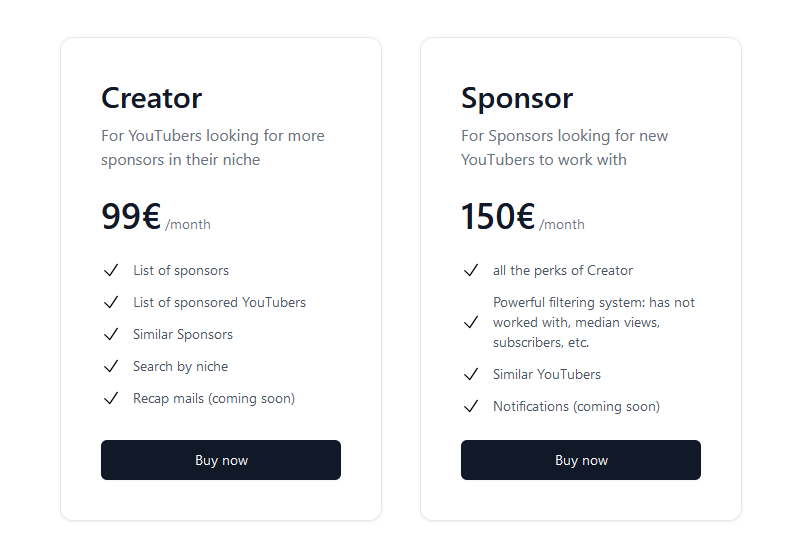 Creator
For YouTubers looking for more
sponsors in their niche
99€ /month
List of sponsors
List of sponsored YouTubers
Similar Sponsors
Search by niche
Recap mails (coming soon)
Buy now
Sponsor
For Sponsors looking for new
YouTubers to work with
150€ /month
all the perks of Creator
Powerful filtering system: has not
worked with, median views,
subscribers, etc.
Similar YouTubers
Notifications (coming soon)
Buy now